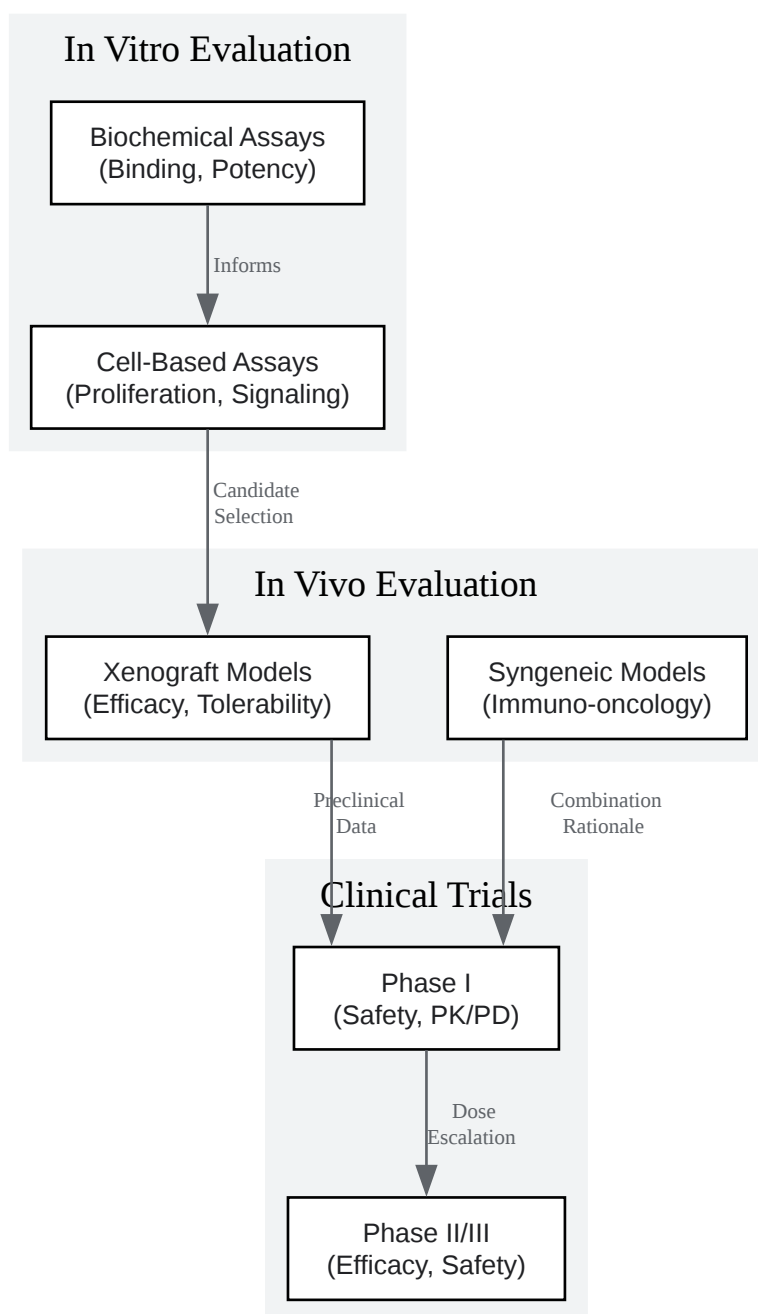 In Vitro Evaluation
Biochemical Assays
(Binding, Potency)
Informs
Cell-Based Assays
(Proliferation, Signaling)
Candidate
Selection
In Vivo Evaluation
Xenograft Models
(Efficacy, Tolerability)
Syngeneic Models
(Immuno-oncology)
Preclinical
Data
Combination
Rationale
Clinical Trials
Phase I
(Safety, PK/PD)
Dose
Escalation
Phase II/III
(Efficacy, Safety)